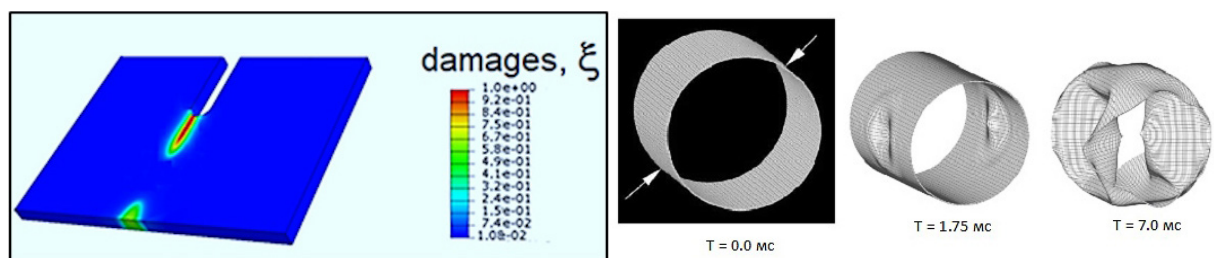 damages, ξ
1.0e+00
9.2e-01
8.4e-01
7.5e-01
6.7e-01
5.8e-01
4.9e-01
4.1e-01
3.2e-01
2.4e-01
1.5e-01
7.4e-02
1.0e-02
T = 0.0 мс
T = 1.75 мс
T = 7.0 мс